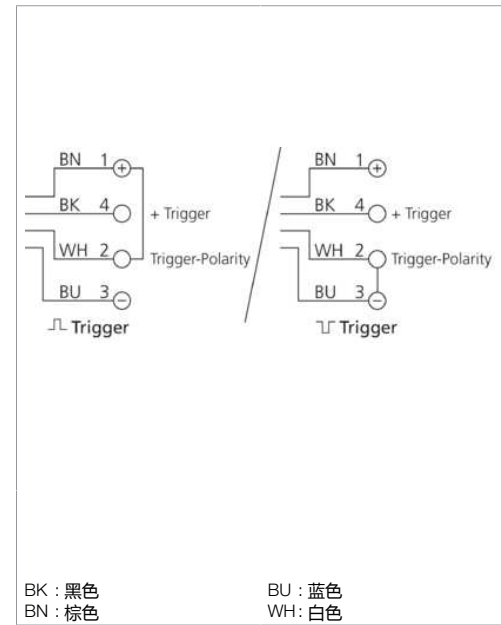 BN 1 +
BK 4 + Trigger
WH 2 Trigger-Polarity
BU 3 −
Trigger
BN 1 +
BK 4 + Trigger
WH 2 Trigger-Polarity
BU 3 −
Trigger
BK : 黑色
BN : 棕色
BU : 蓝色
WH: 白色